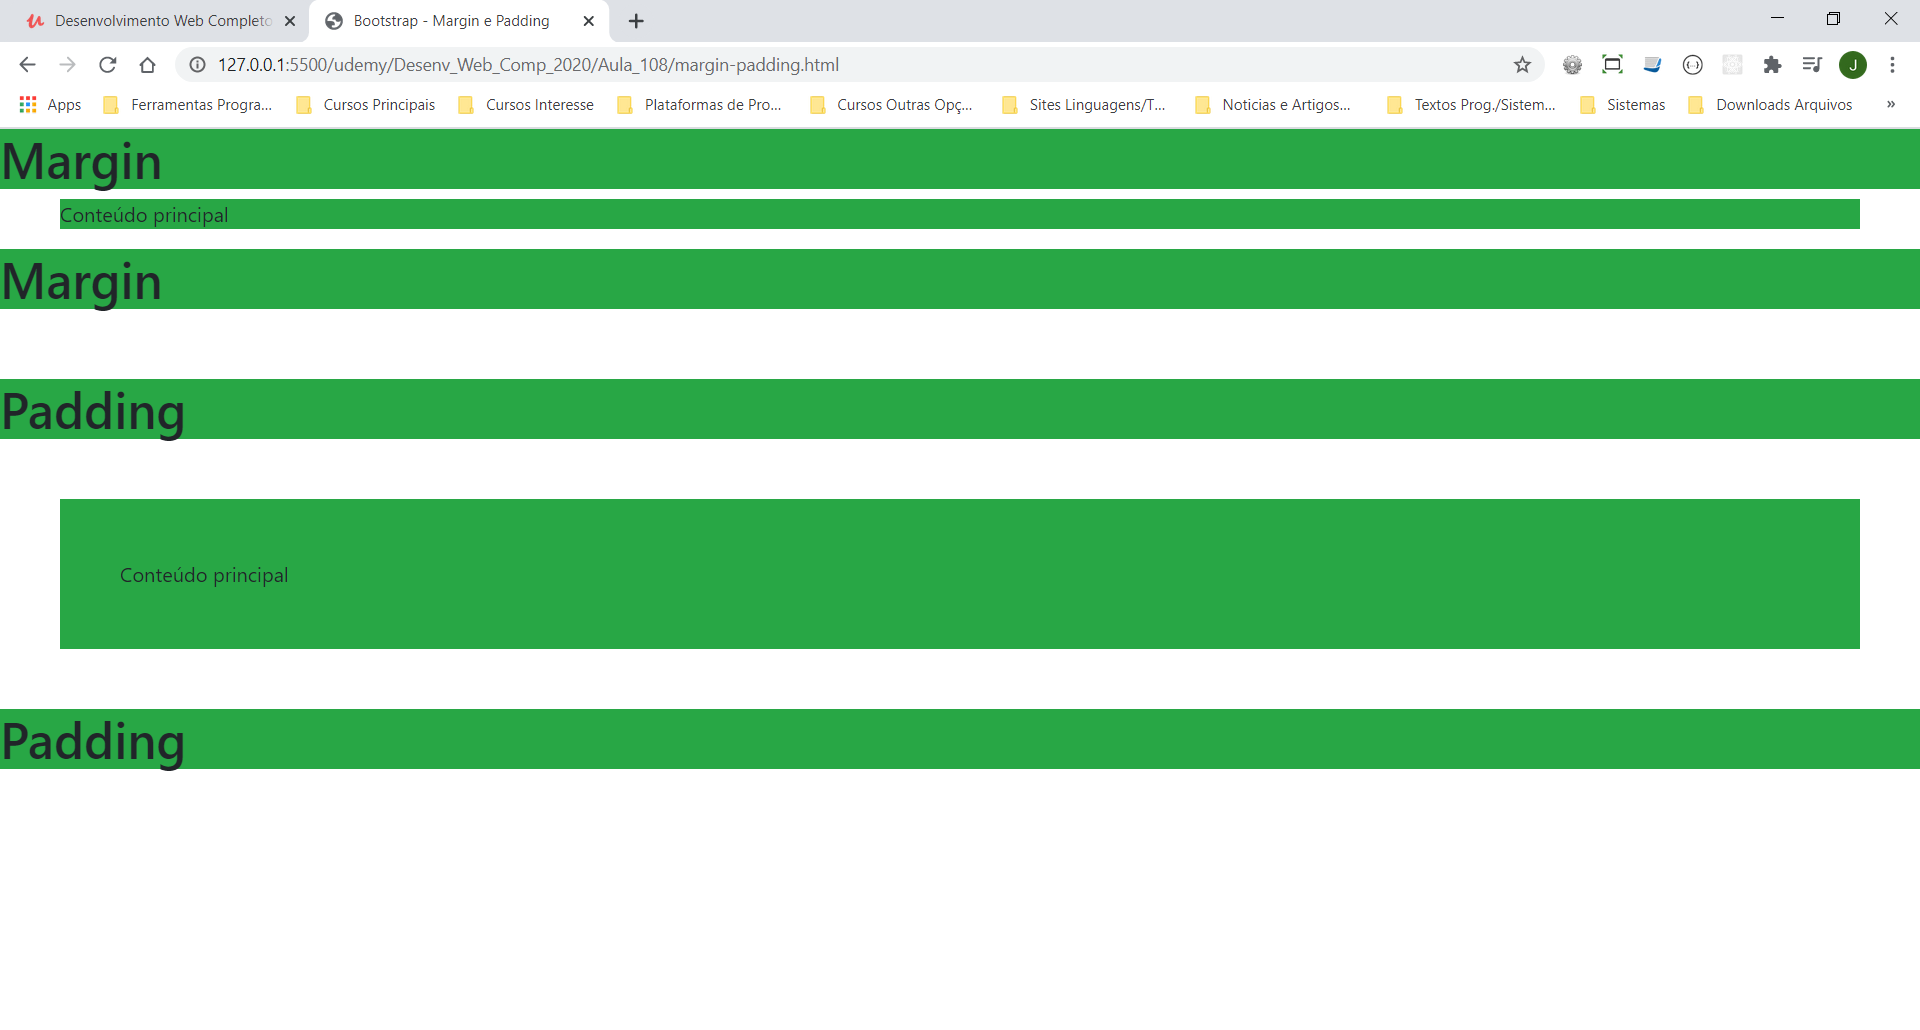 Desenvolvimento Web Completo
Bootstrap - Margin e Padding
127.0.0.1:5500/udemy/Desenv_Web_Comp_2020/Aula_108/margin-padding.html
J
Apps
Ferramentas Progra...
Cursos Principais
Cursos Interesse
Plataformas de Pro...
Cursos Outras Opç...
Sites Linguagens/T...
Noticias e Artigos...
Textos Prog./Sistem...
Sistemas
Downloads Arquivos
»
Margin
Conteúdo principal
Margin
Padding
Conteúdo principal
Padding